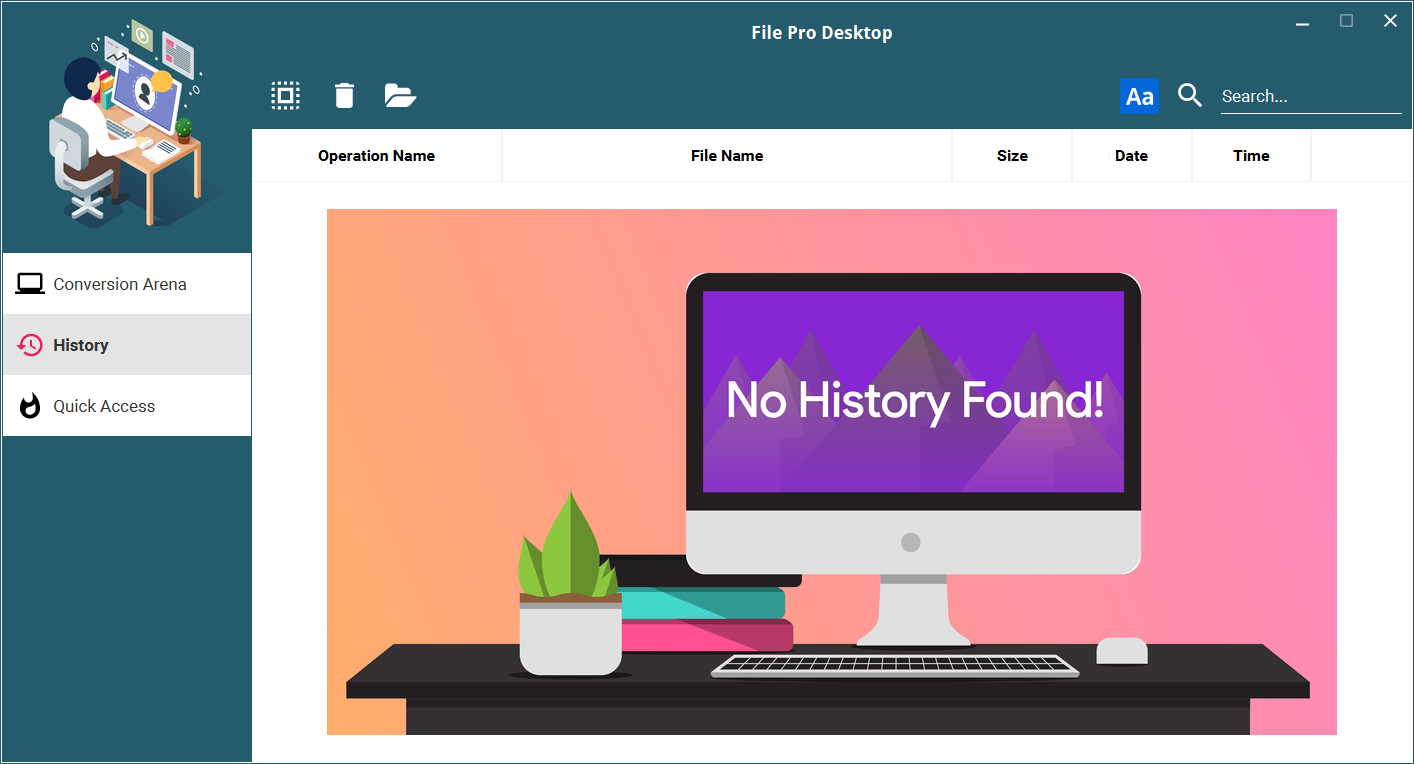 File Pro Desktop
Aa
Search...
Operation Name
File Name
Size
Date
Time
Conversion Arena
History
Quick Access
No History Found!